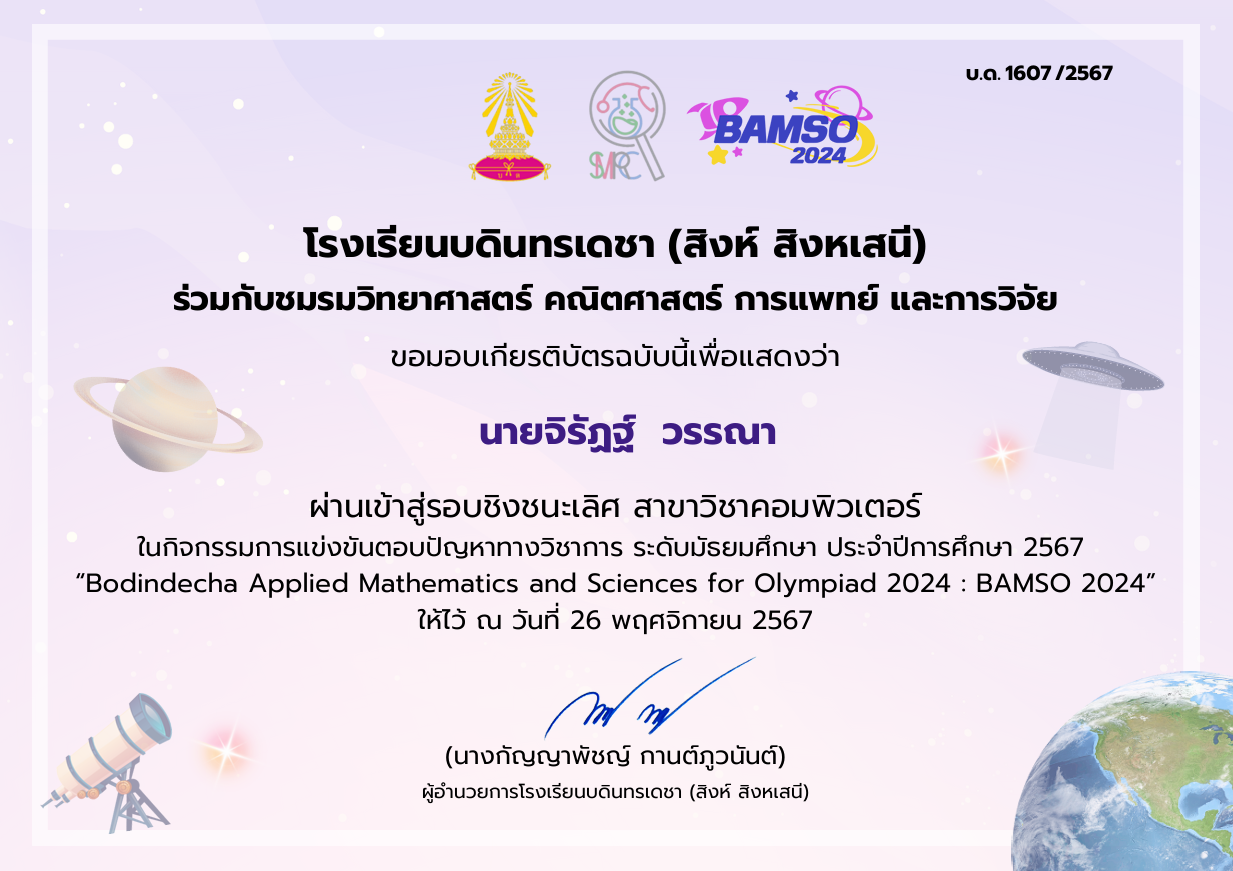 บ.ด. 1607 /2567
บ ด
SMRC
BAMSO
2024
โรงเรียนบดินทรเดชา (สิงห์ สิงหเสนี)
ร่วมกับชมรมวิทยาศาสตร์ คณิตศาสตร์ การแพทย์ และการวิจัย
ขอมอบเกียรติบัตรฉบับนี้เพื่อแสดงว่า
นายจิรัฏฐ์ วรรณา
ผ่านเข้าสู่รอบชิงชนะเลิศ สาขาวิชาคอมพิวเตอร์
ในกิจกรรมการแข่งขันตอบปัญหาทางวิชาการ ระดับมัธยมศึกษา ประจำปีการศึกษา 2567
“Bodindecha Applied Mathematics and Sciences for Olympiad 2024 : BAMSO 2024”
ให้ไว้ ณ วันที่ 26 พฤศจิกายน 2567
(นางกัญญาพัชญ์ กานต์ภูวนันต์)
ผู้อำนวยการโรงเรียนบดินทรเดชา (สิงห์ สิงหเสนี)